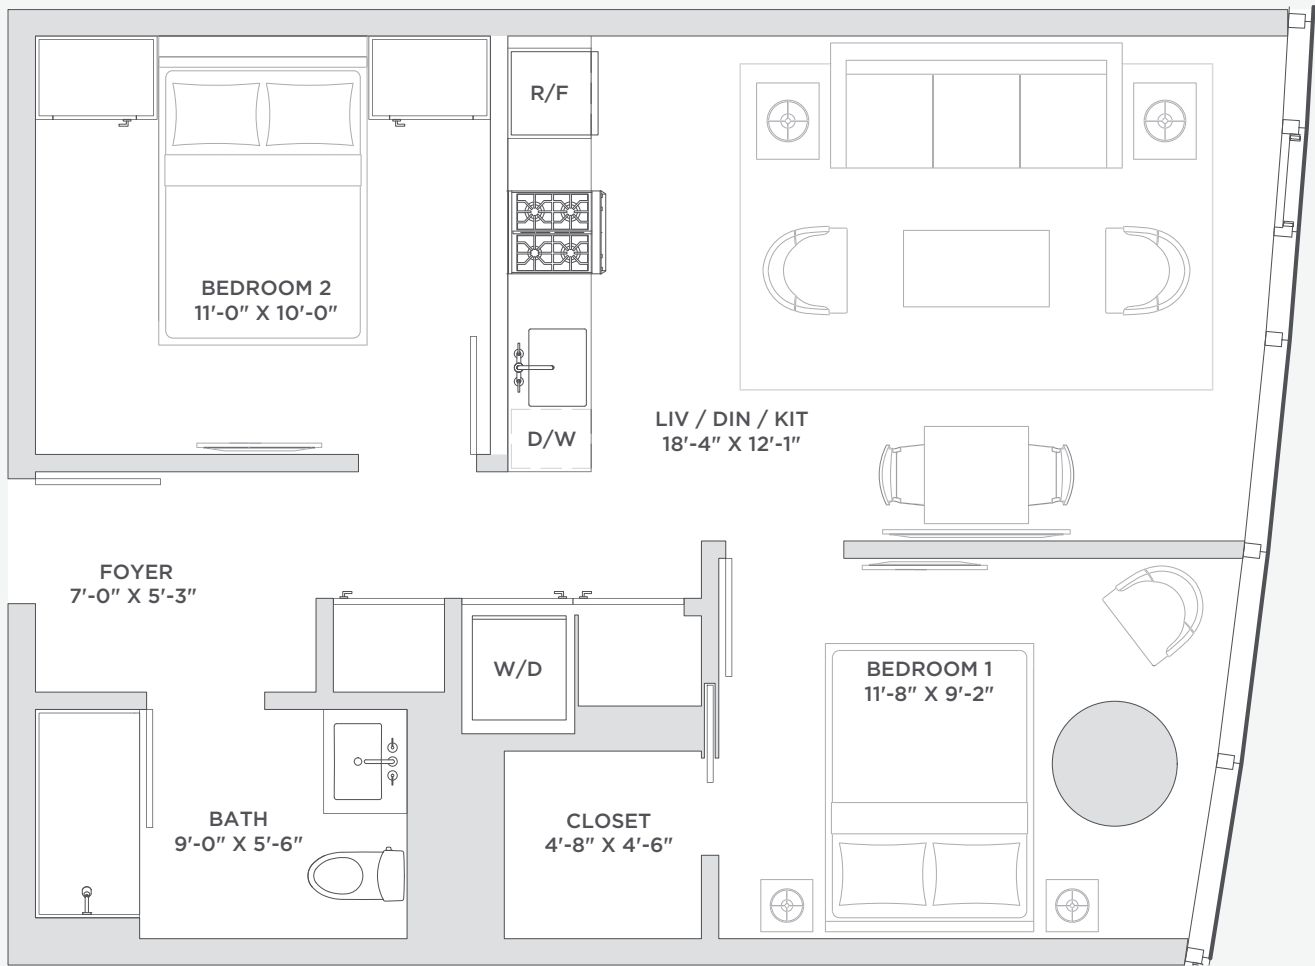 R/F
BEDROOM 2
11'-0" X 10'-0"
D/W
LIV / DIN / KIT
18'-4" X 12'-1"
FOYER
7'-0" X 5'-3"
W/D
BEDROOM 1
11'-8" X 9'-2"
BATH
9'-0" X 5'-6"
CLOSET
4'-8" X 4'-6"